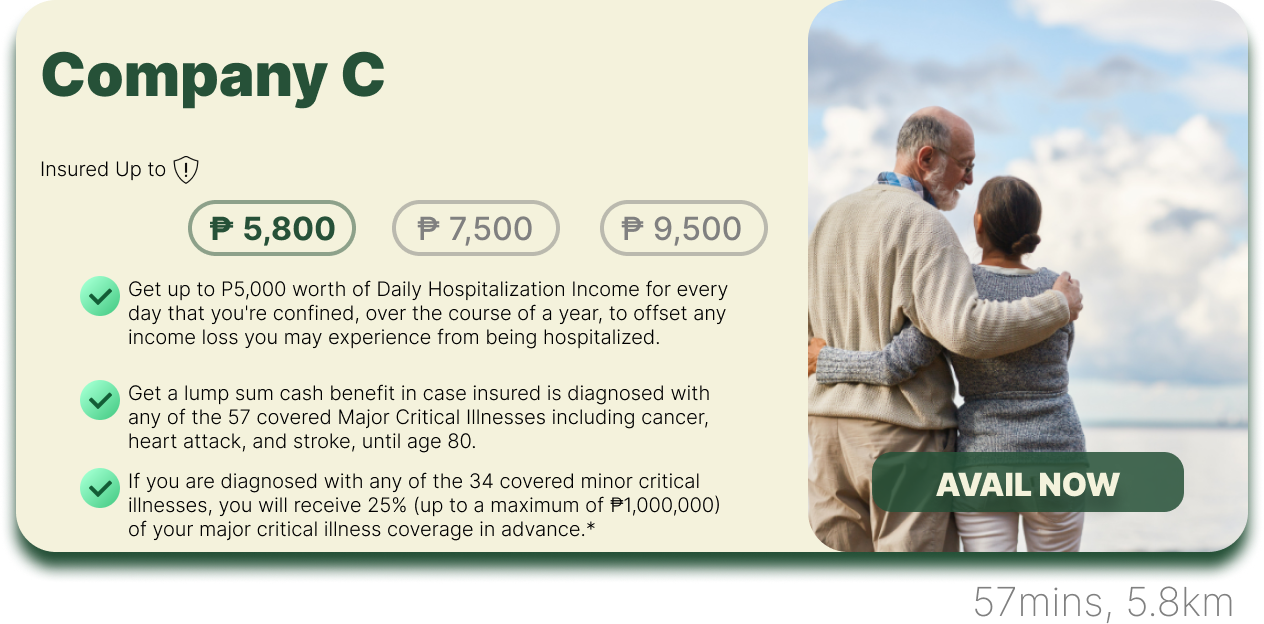 Company C
Insured Up to
₱ 5,800
₱ 7,500
₱ 9,500
Get up to P5,000 worth of Daily Hospitalization Income for every
day that you're confined, over the course of a year, to offset any
income loss you may experience from being hospitalized.
Get a lump sum cash benefit in case insured is diagnosed with
any of the 57 covered Major Critical Illnesses including cancer,
heart attack, and stroke, until age 80.
If you are diagnosed with any of the 34 covered minor critical
illnesses, you will receive 25% (up to a maximum of ₱1,000,000)
of your major critical illness coverage in advance.*
AVAIL NOW
57mins, 5.8km